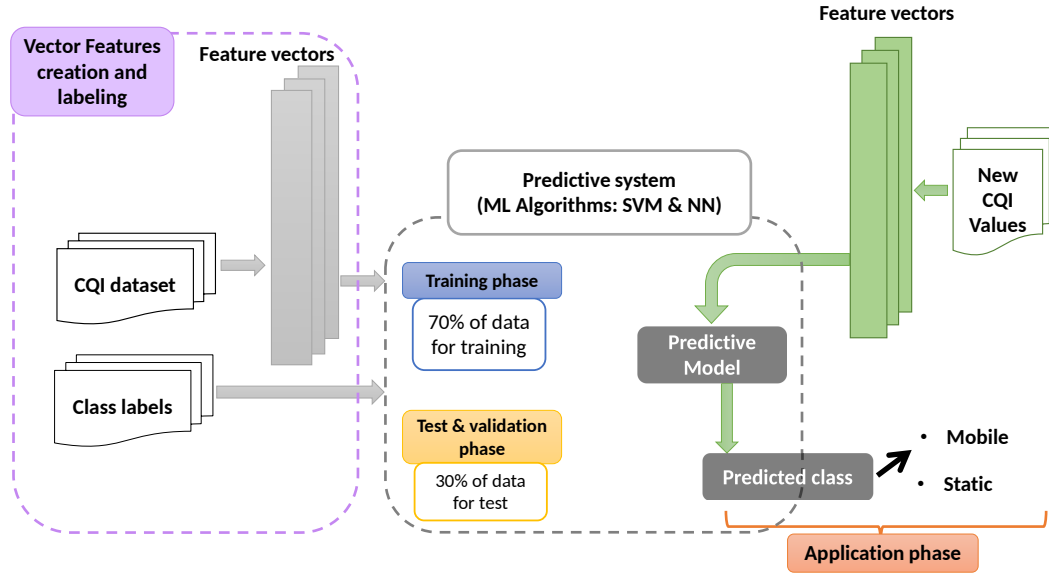 Vector Features
creation and
labeling
Feature vectors
CQI dataset
Class labels
Predictive system
(ML Algorithms: SVM & NN)
Training phase
70% of data
for training
Test & validation
phase
30% of data
for test
Feature vectors
New
CQI
Values
Predictive
Model
Predicted class
• Mobile
• Static
Application phase